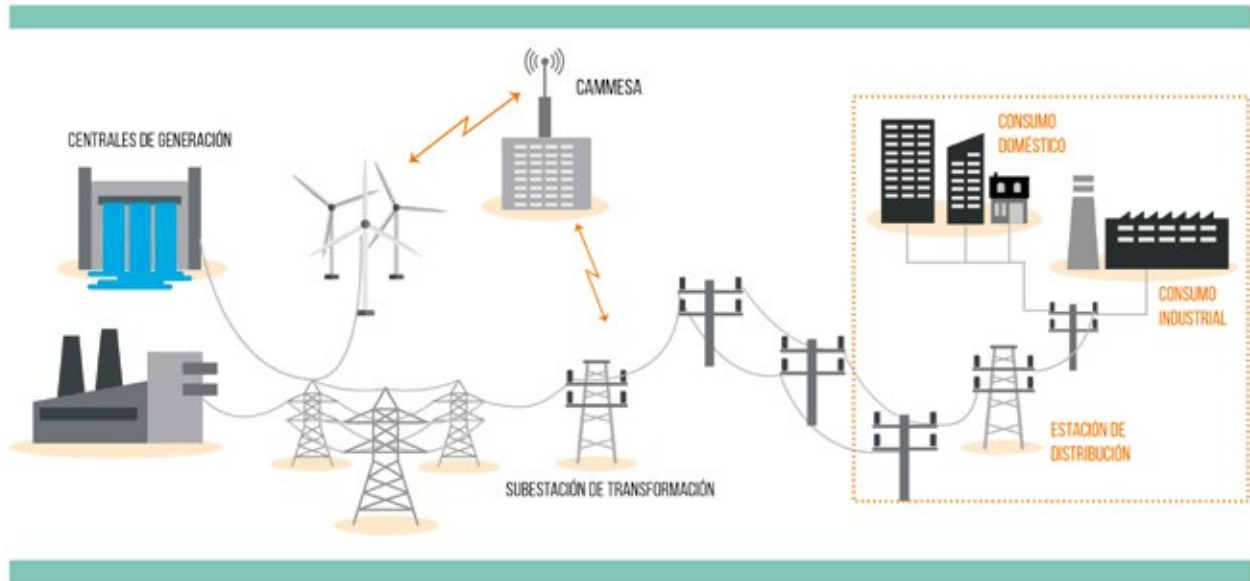 CENTRALES DE GENERACIÓN
CAMMESA
CONSUMO
DOMÉSTICO
CONSUMO
INDUSTRIAL
ESTACIÓN DE
DISTRIBUCIÓN
SUBESTACIÓN DE TRANSFORMACIÓN